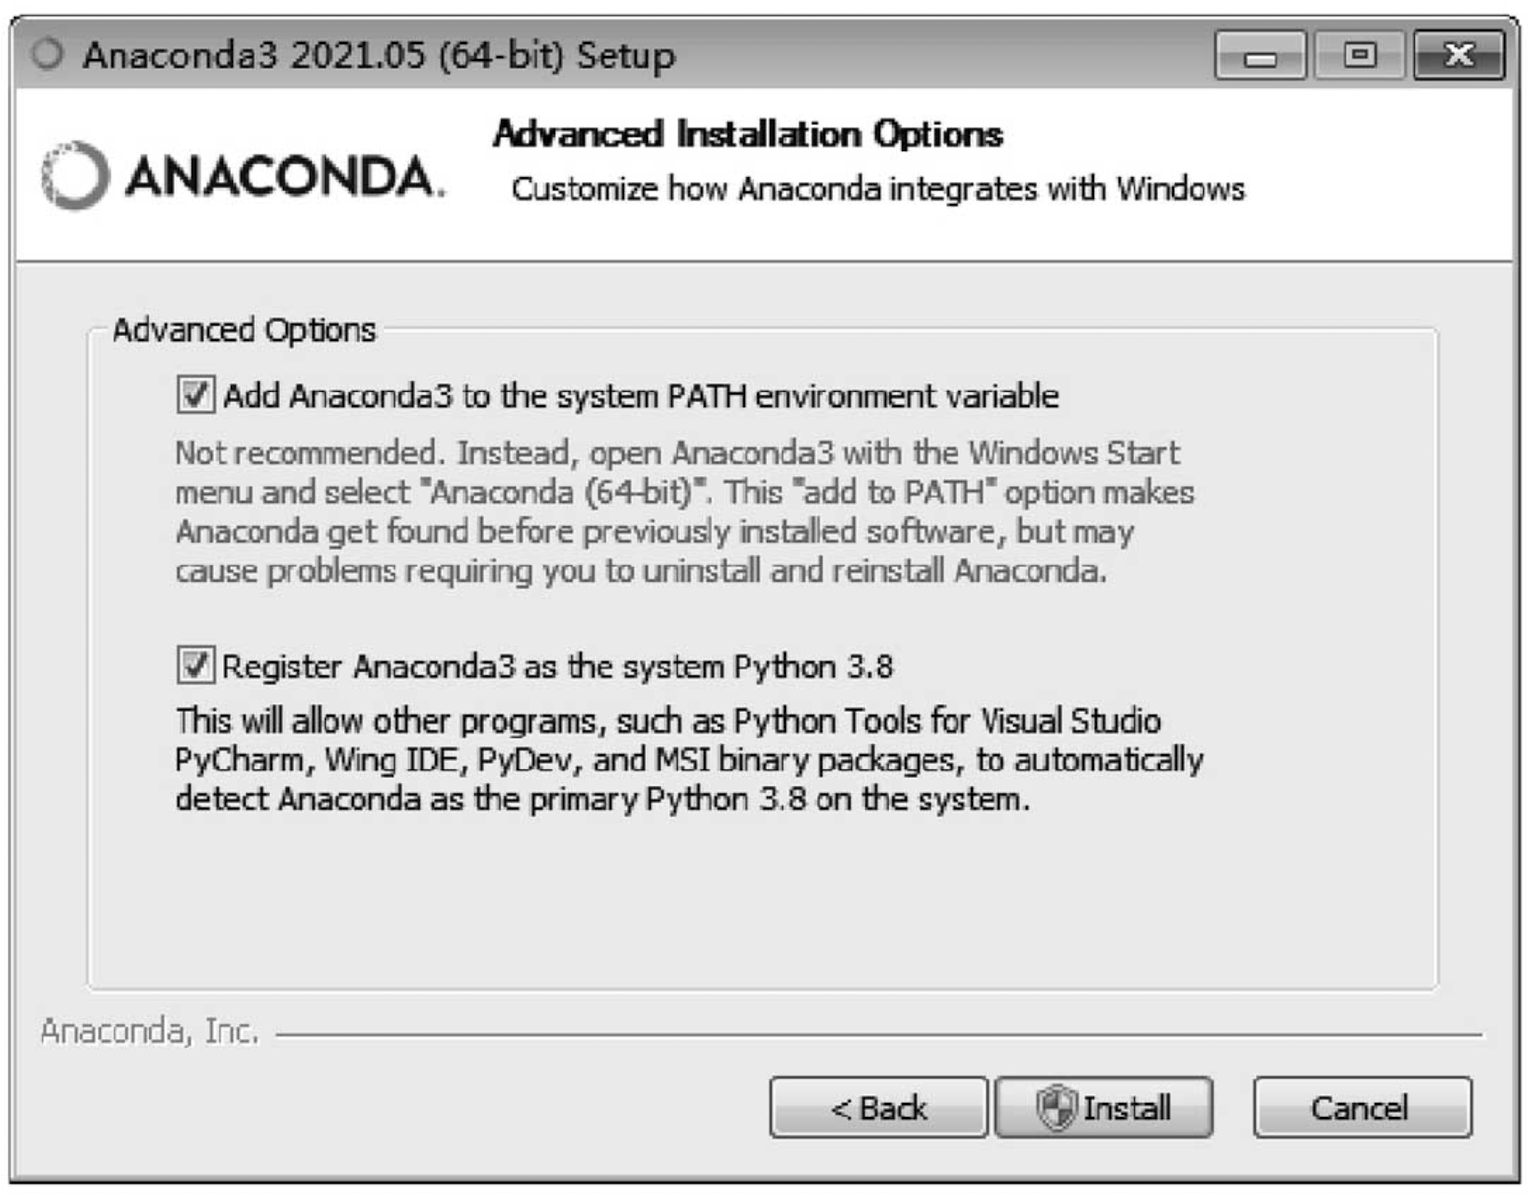 Anaconda3 2021.05 (64-bit) Setup
ANACONDA.
Advanced Installation Options
Customize how Anaconda integrates with Windows
Advanced Options
Add Anaconda3 to the system PATH environment variable
Not recommended. Instead, open Anaconda3 with the Windows Start
menu and select "Anaconda (64-bit)". This "add to PATH" option makes
Anaconda get found before previously installed software, but may
cause problems requiring you to uninstall and reinstall Anaconda.
Register Anaconda3 as the system Python 3.8
This will allow other programs, such as Python Tools for Visual Studio
PyCharm, Wing IDE, PyDev, and MSI binary packages, to automatically
detect Anaconda as the primary Python 3.8 on the system.
Anaconda, Inc.
< Back
Install
Cancel